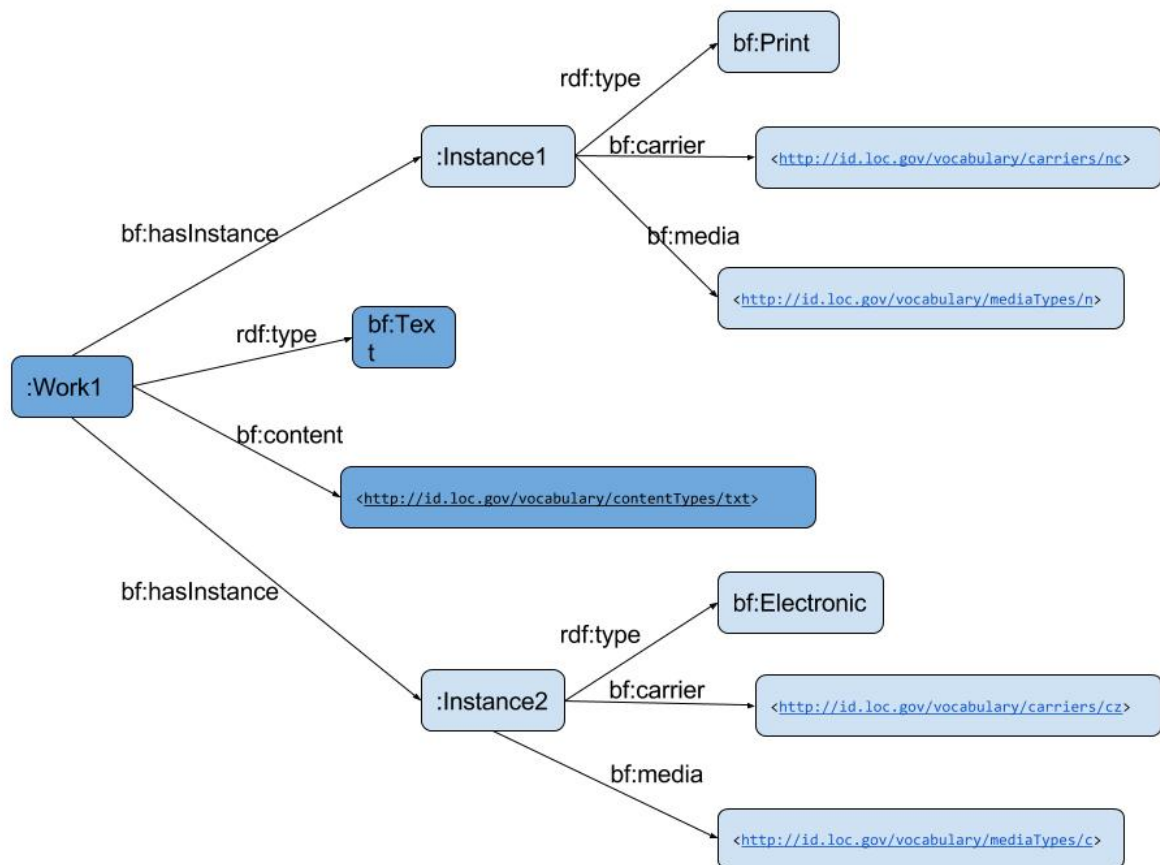 bf:Print
rdf:type
bf:carrier
:Instance1
<http://id.loc.gov/vocabulary/carriers/nc>
bf:media
bf:hasInstance
<http://id.loc.gov/vocabulary/mediaTypes/n>
bf:Tex
t
rdf:type
:Work1
bf:content
<http://id.loc.gov/vocabulary/contentTypes/txt>
bf:hasInstance
bf:Electronic
rdf:type
bf:carrier
:Instance2
<http://id.loc.gov/vocabulary/carriers/cz>
bf:media
<http://id.loc.gov/vocabulary/mediaTypes/c>